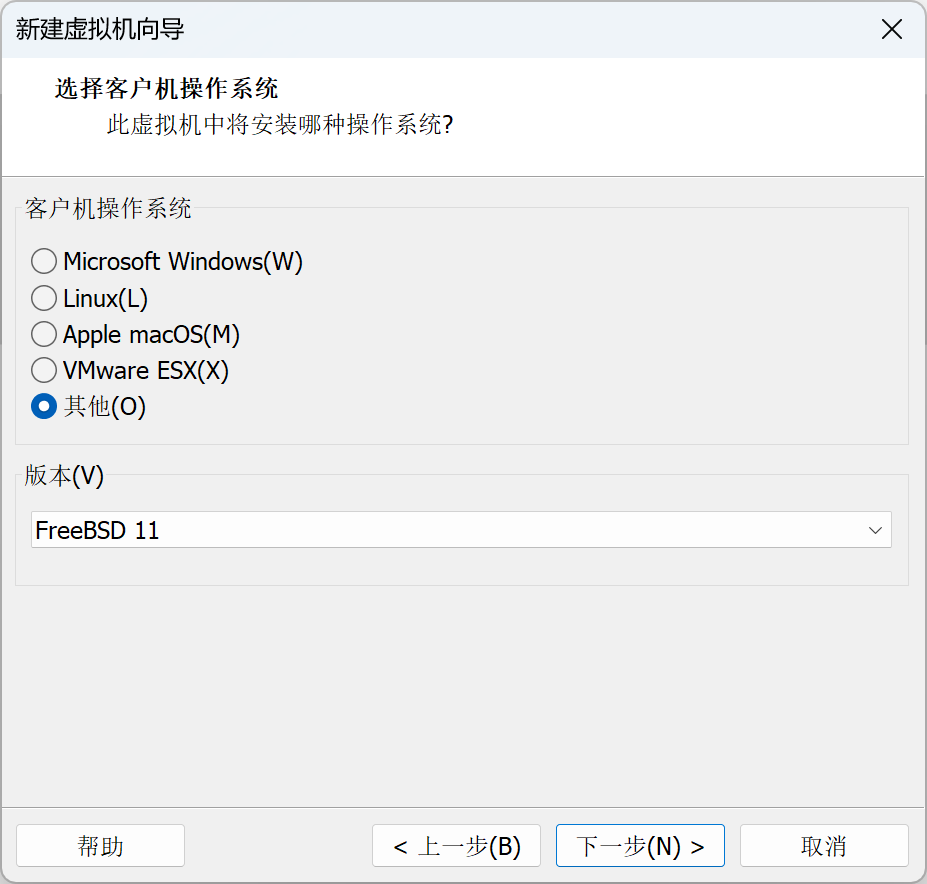 新建虚拟机向导
选择客户机操作系统
此虚拟机中将安装哪种操作系统?
客户机操作系统
Microsoft Windows(W)
Linux(L)
Apple macOS(M)
VMware ESX(X)
其他(O)
版本(V)
FreeBSD 11
帮助
< 上一步(B)
下一步(N) >
取消